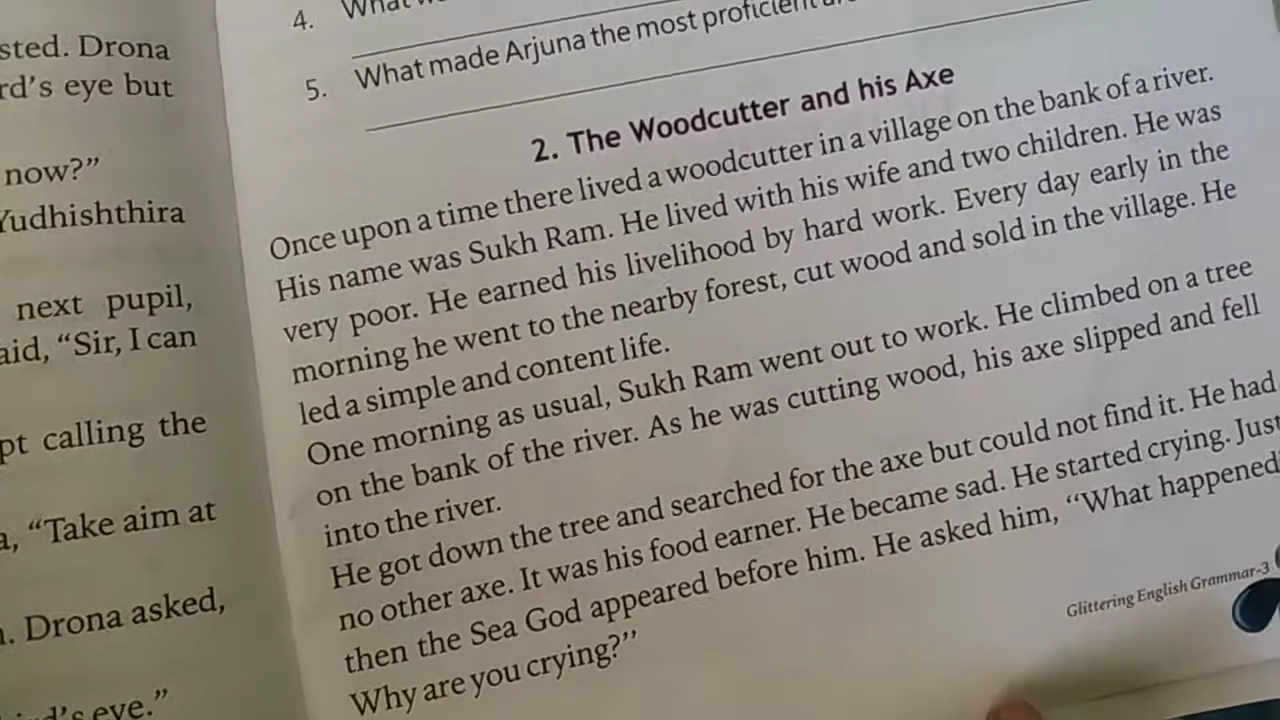 sted. Drona
rd's eye but
now?"
Yudhishthira
next pupil,
aid, "Sir, I can
pt calling the
a, "Take aim at
. Drona asked,
d's eye."
4. What
5. What made Arjuna the most proficient
2. The Woodcutter and his Axe
Once upon a time there lived a woodcutter in a village on the bank of a river.
His name was Sukh Ram. He lived with his wife and two children. He was
very poor. He earned his livelihood by hard work. Every day early in the
morning he went to the nearby forest, cut wood and sold in the village. He
led a simple and content life.
One morning as usual, Sukh Ram went out to work. He climbed on a tree
on the bank of the river. As he was cutting wood, his axe slipped and fell
into the river.
He got down the tree and searched for the axe but could not find it. He had
no other axe. It was his food earner. He became sad. He started crying. Just
then the Sea God appeared before him. He asked him, "What happened
Why are you crying?"
Glittering English Grammar-3